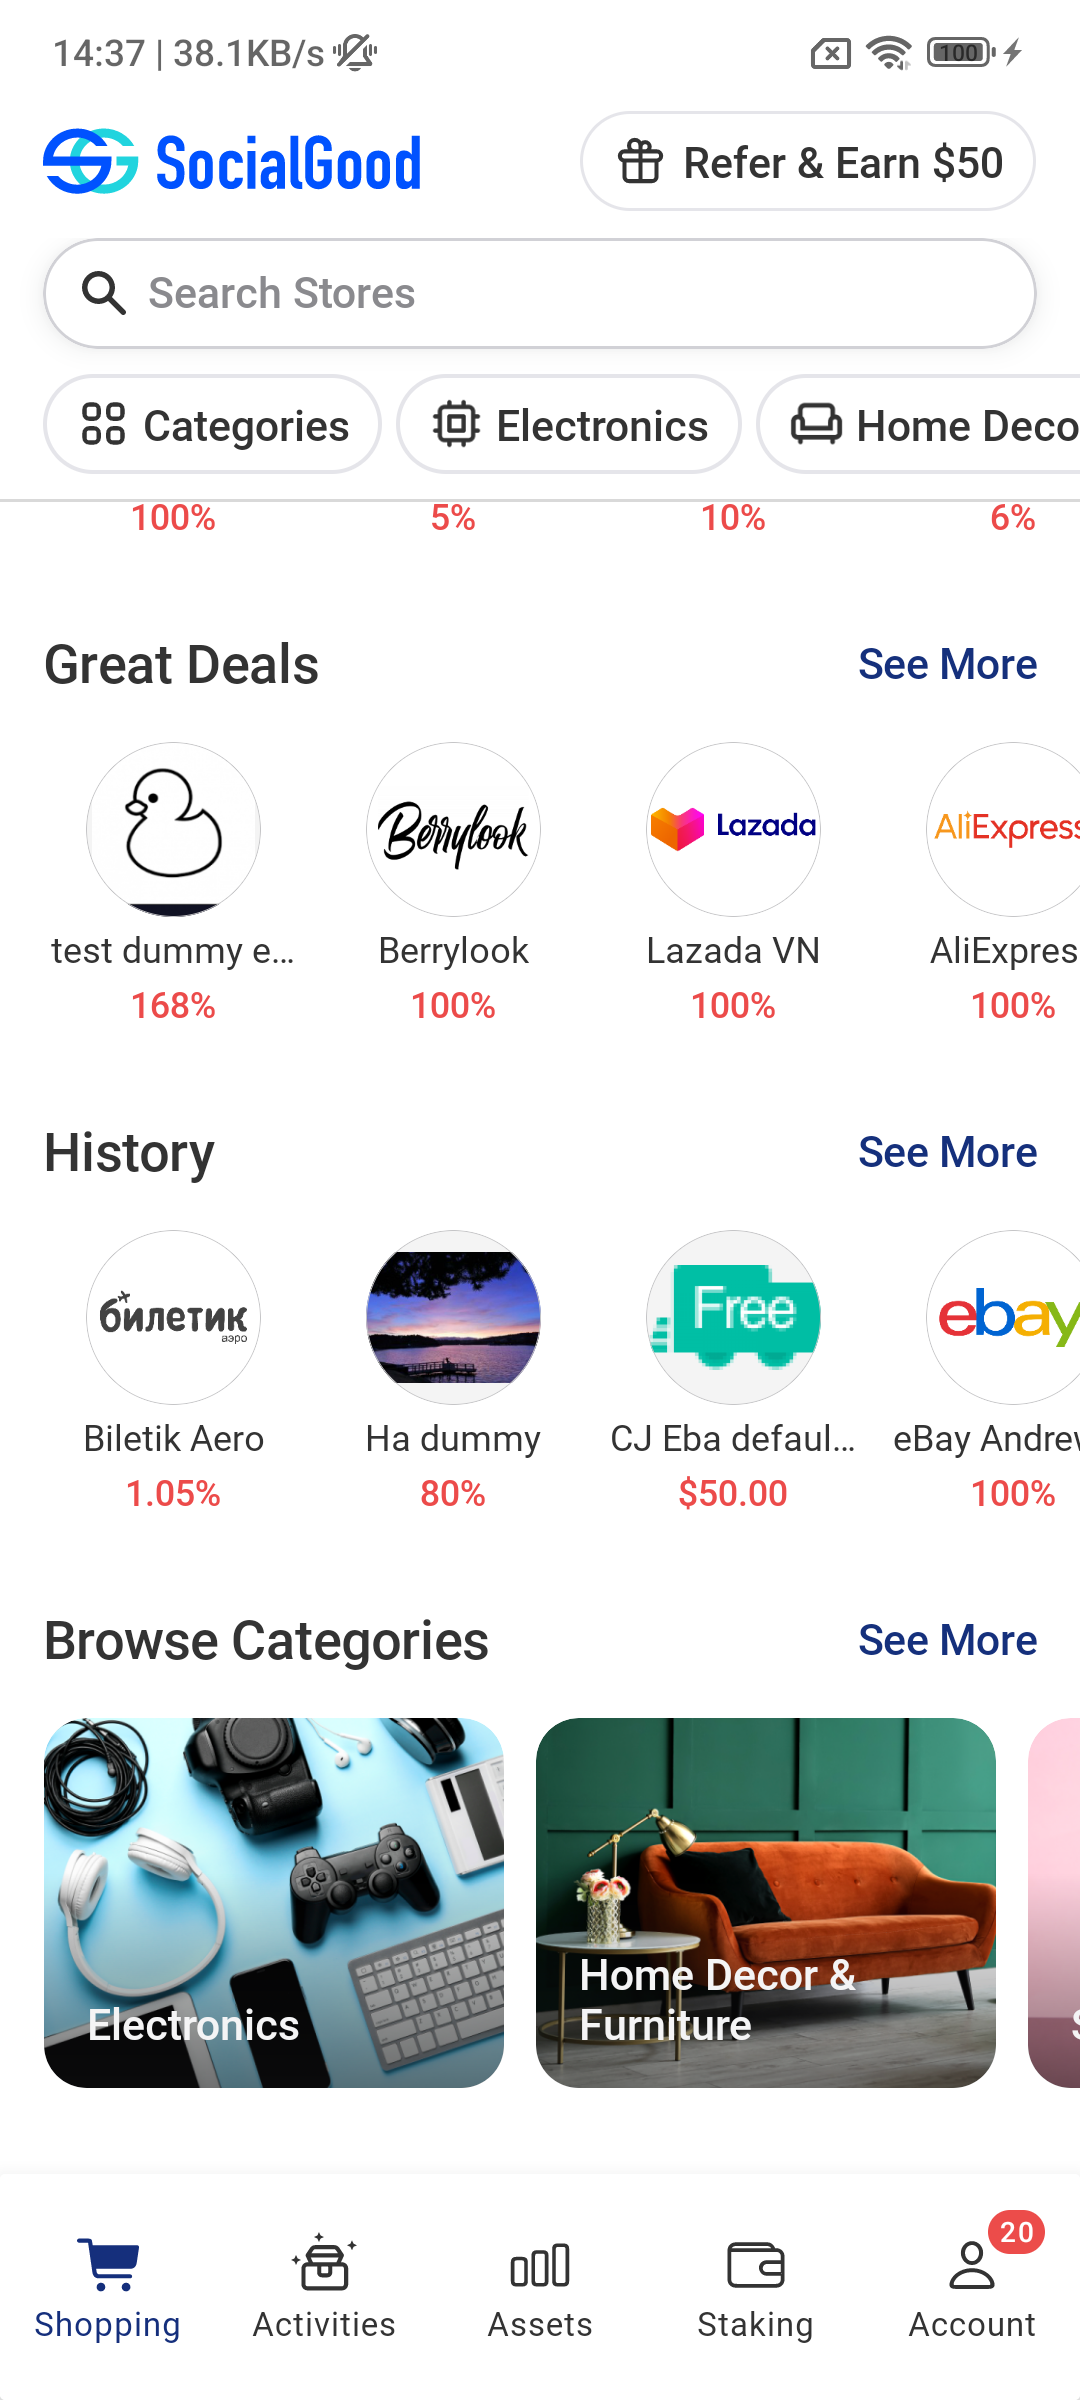 14:37 | 38.1KB/s
100
SocialGood
Refer & Earn $50
Search Stores
Categories
Electronics
Home Deco
100%
5%
10%
6%
Great Deals
See More
Berrylook
Lazada
AliExpress
test dummy e...
Berrylook
Lazada VN
AliExpres
168%
100%
100%
100%
History
See More
билетик
аэро
Free
ebay
Biletik Aero
Ha dummy
CJ Eba defaul...
eBay Andrew
1.05%
80%
$50.00
100%
Browse Categories
See More
Electronics
Home Decor &
Furniture
S
20
Shopping
Activities
Assets
Staking
Account